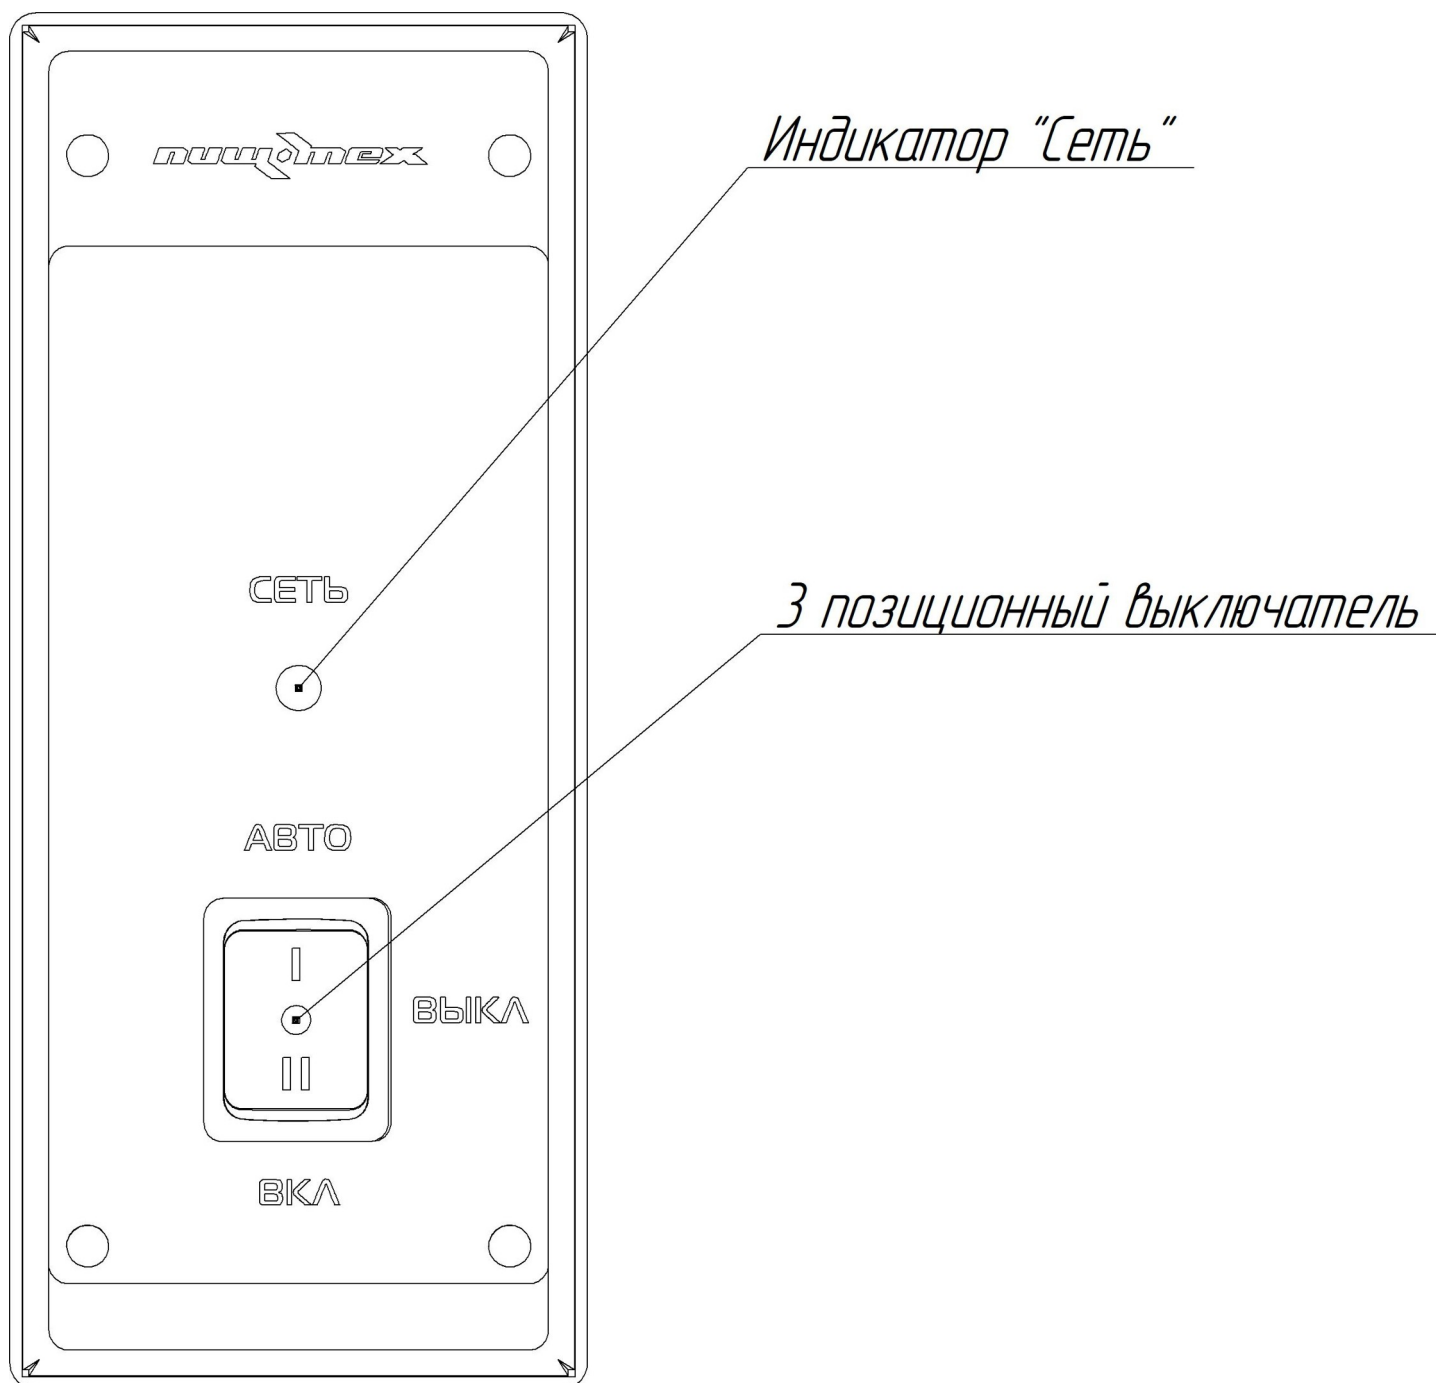 пищтех
Индикатор "Сеть"
СЕТЬ
3 позиционный выключатель
АВТО
I
ВЫКЛ
II
ВКЛ